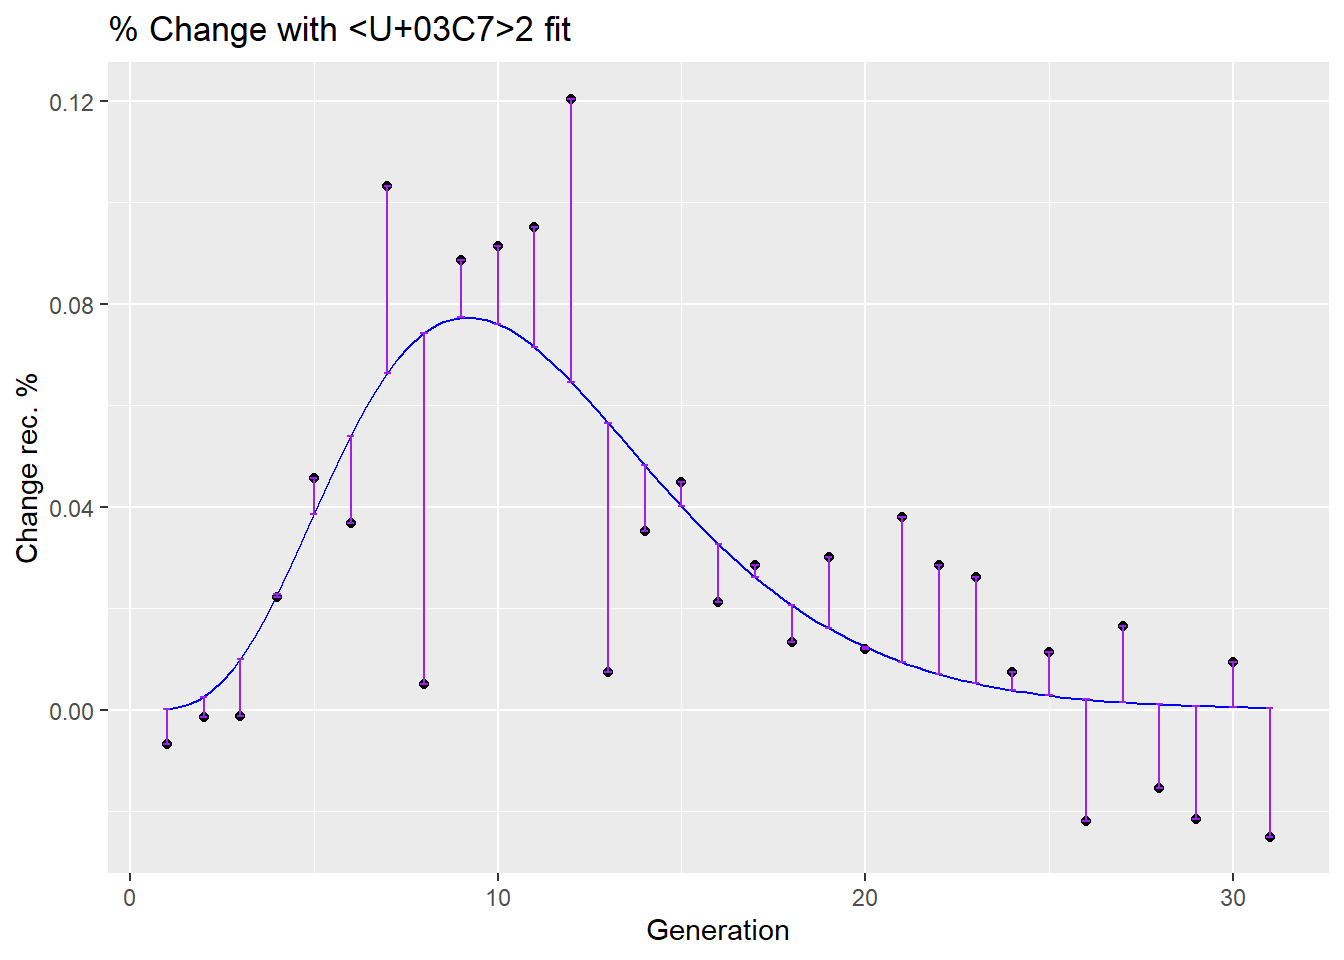 % Change with <U+03C7>2 fit
0.12
0.08
0.04
0.00
Change rec. %
0
10
20
30
Generation